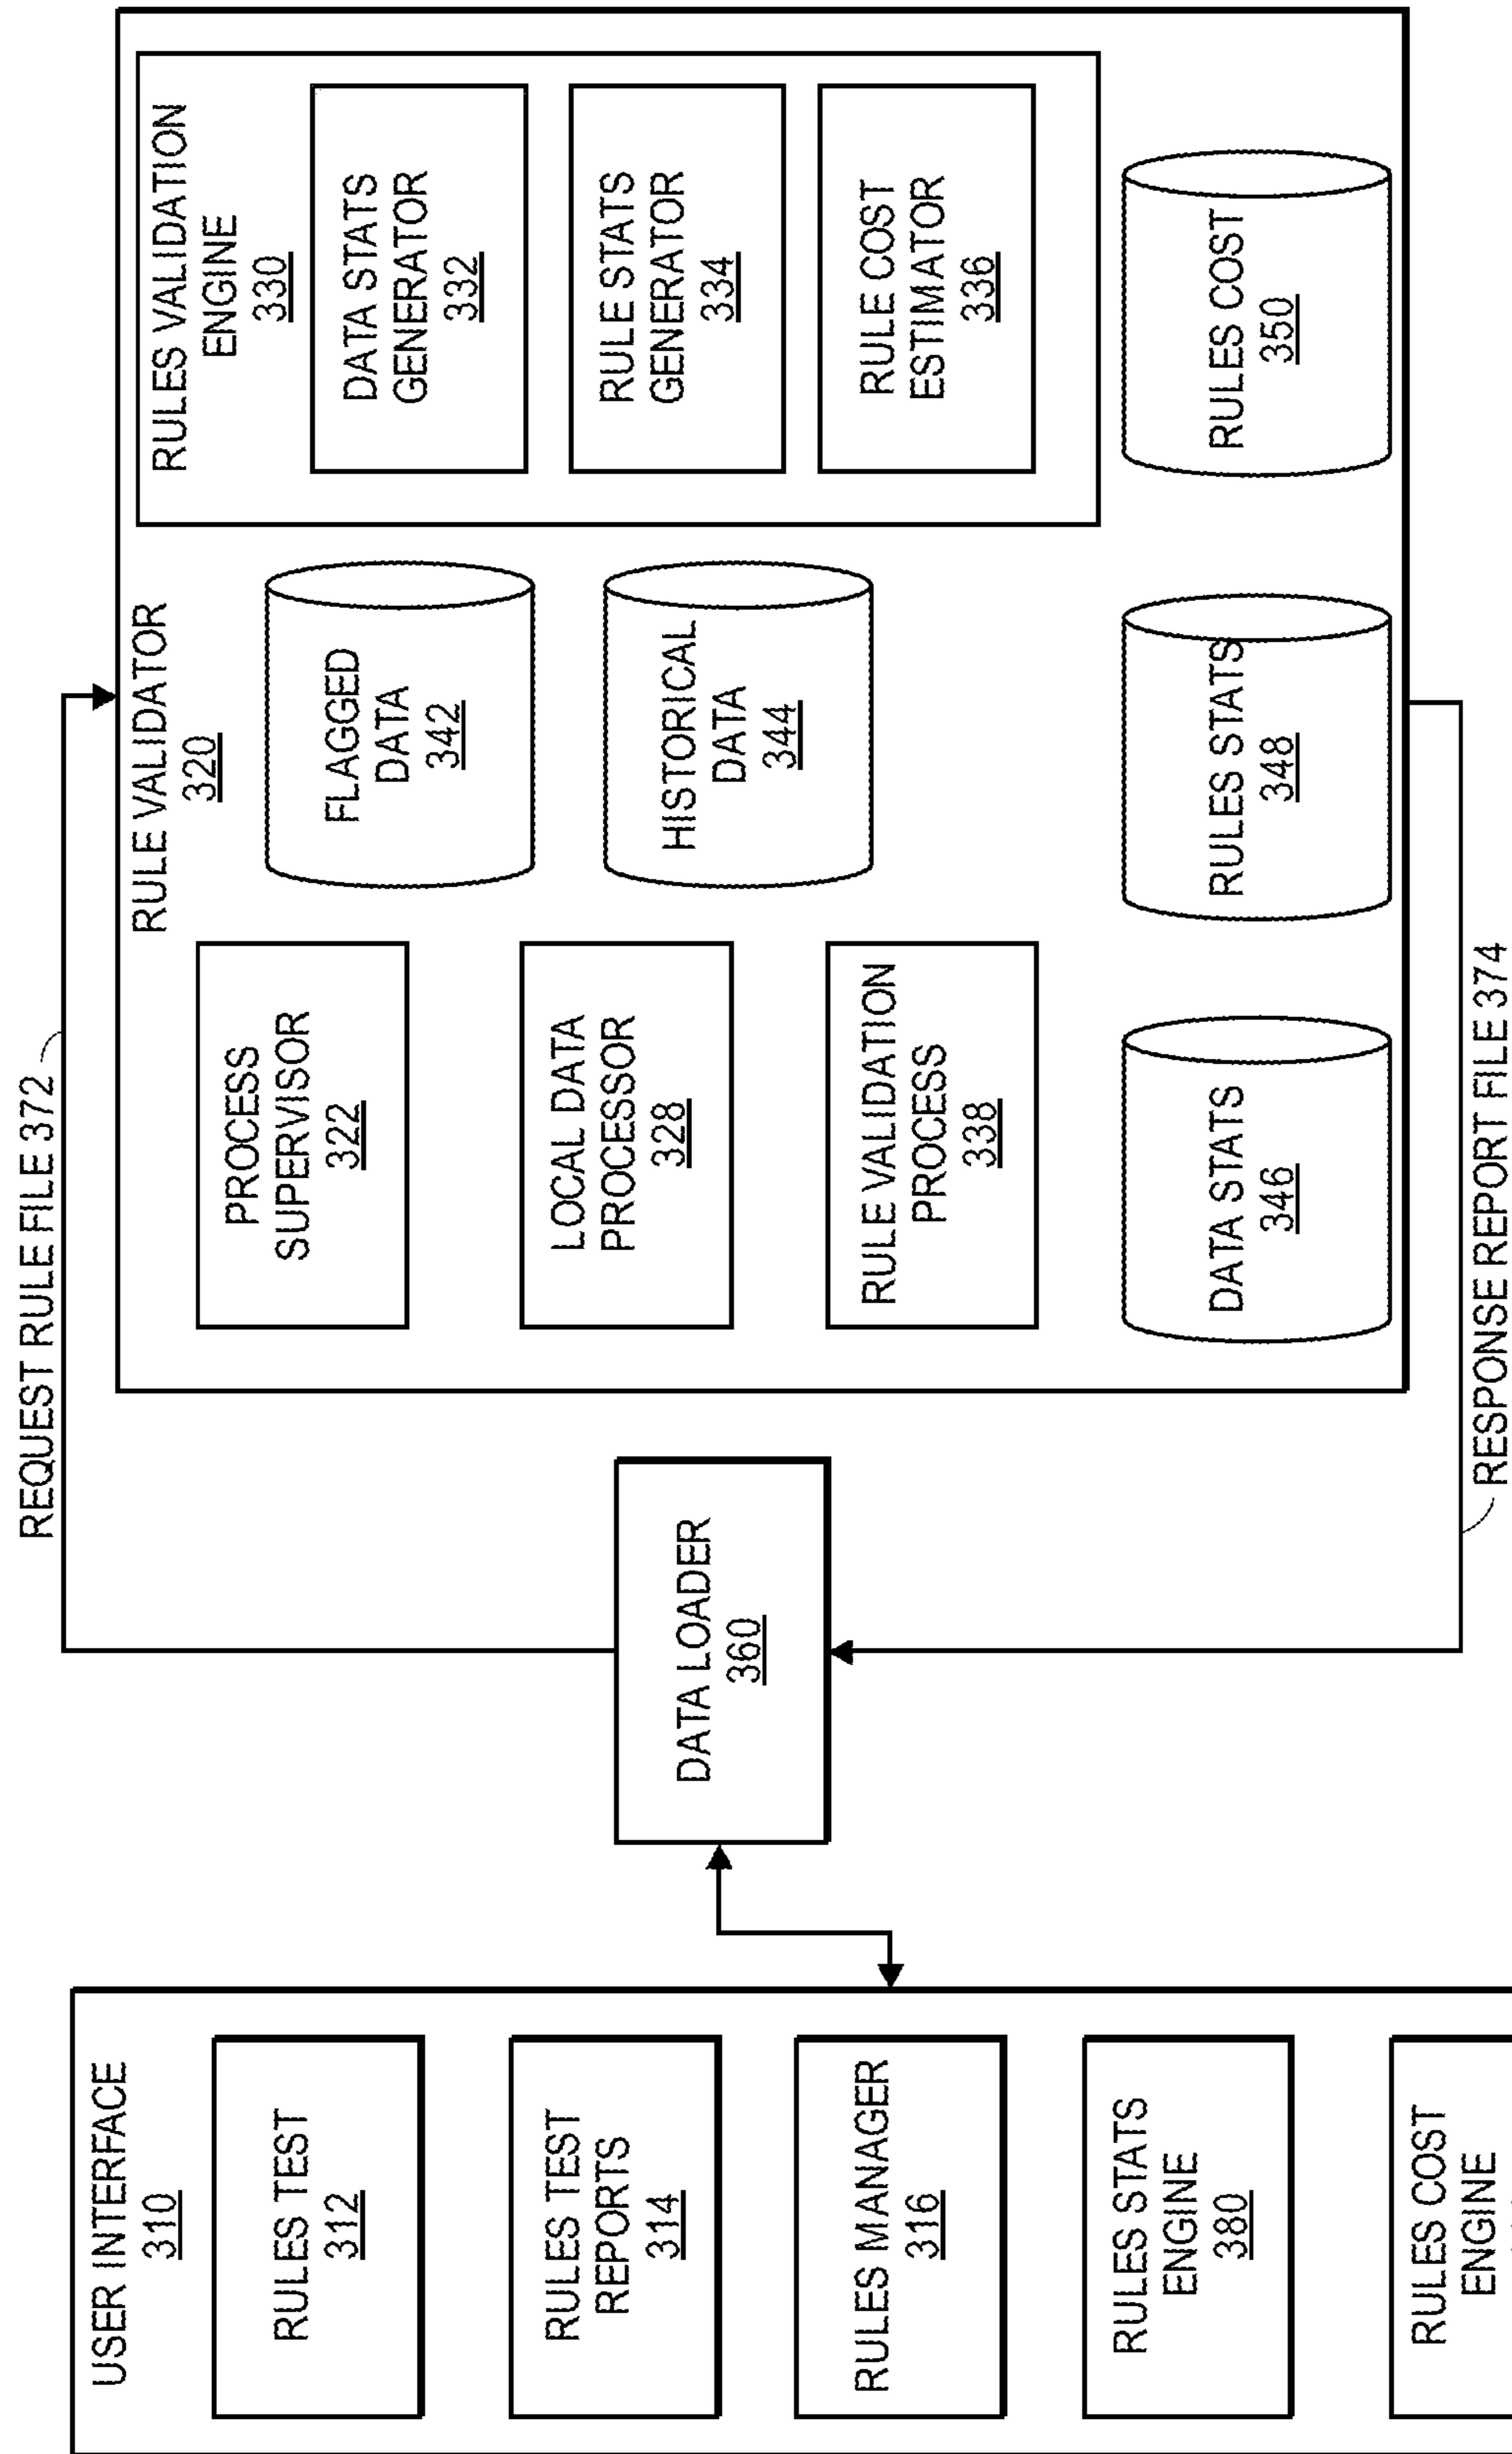 USER INTERFACE
310
RULES TEST
312
RULES TEST
REPORTS
314
RULES MANAGER
316
RULES STATS
ENGINE
380
RULES COST
ENGINE
DATA LOADER
360
REQUEST RULE FILE 372
RESPONSE REPORT FILE 374
RULE VALIDATOR
320
PROCESS
SUPERVISOR
322
LOCAL DATA
PROCESSOR
328
RULE VALIDATION
PROCESS
338
FLAGGED
DATA
342
HISTORICAL
DATA
344
RULES VALIDATION
ENGINE
330
DATA STATS
GENERATOR
332
RULE STATS
GENERATOR
334
RULE COST
ESTIMATOR
336
DATA STATS
346
RULES STATS
348
RULES COST
350